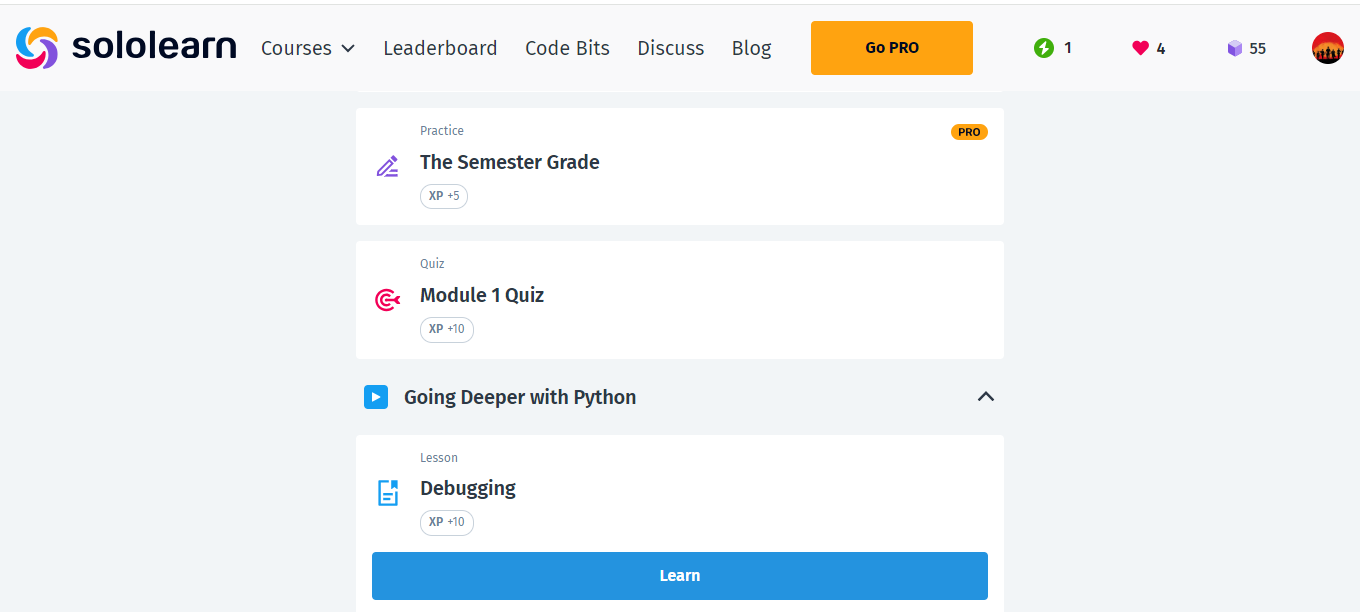 sololearn Courses Leaderboard Code Bits Discuss Blog Go PRO 1 4 55
Practice PRO
The Semester Grade
XP +5
Quiz
Module 1 Quiz
XP +10
Going Deeper with Python
Lesson
Debugging
XP +10
Learn